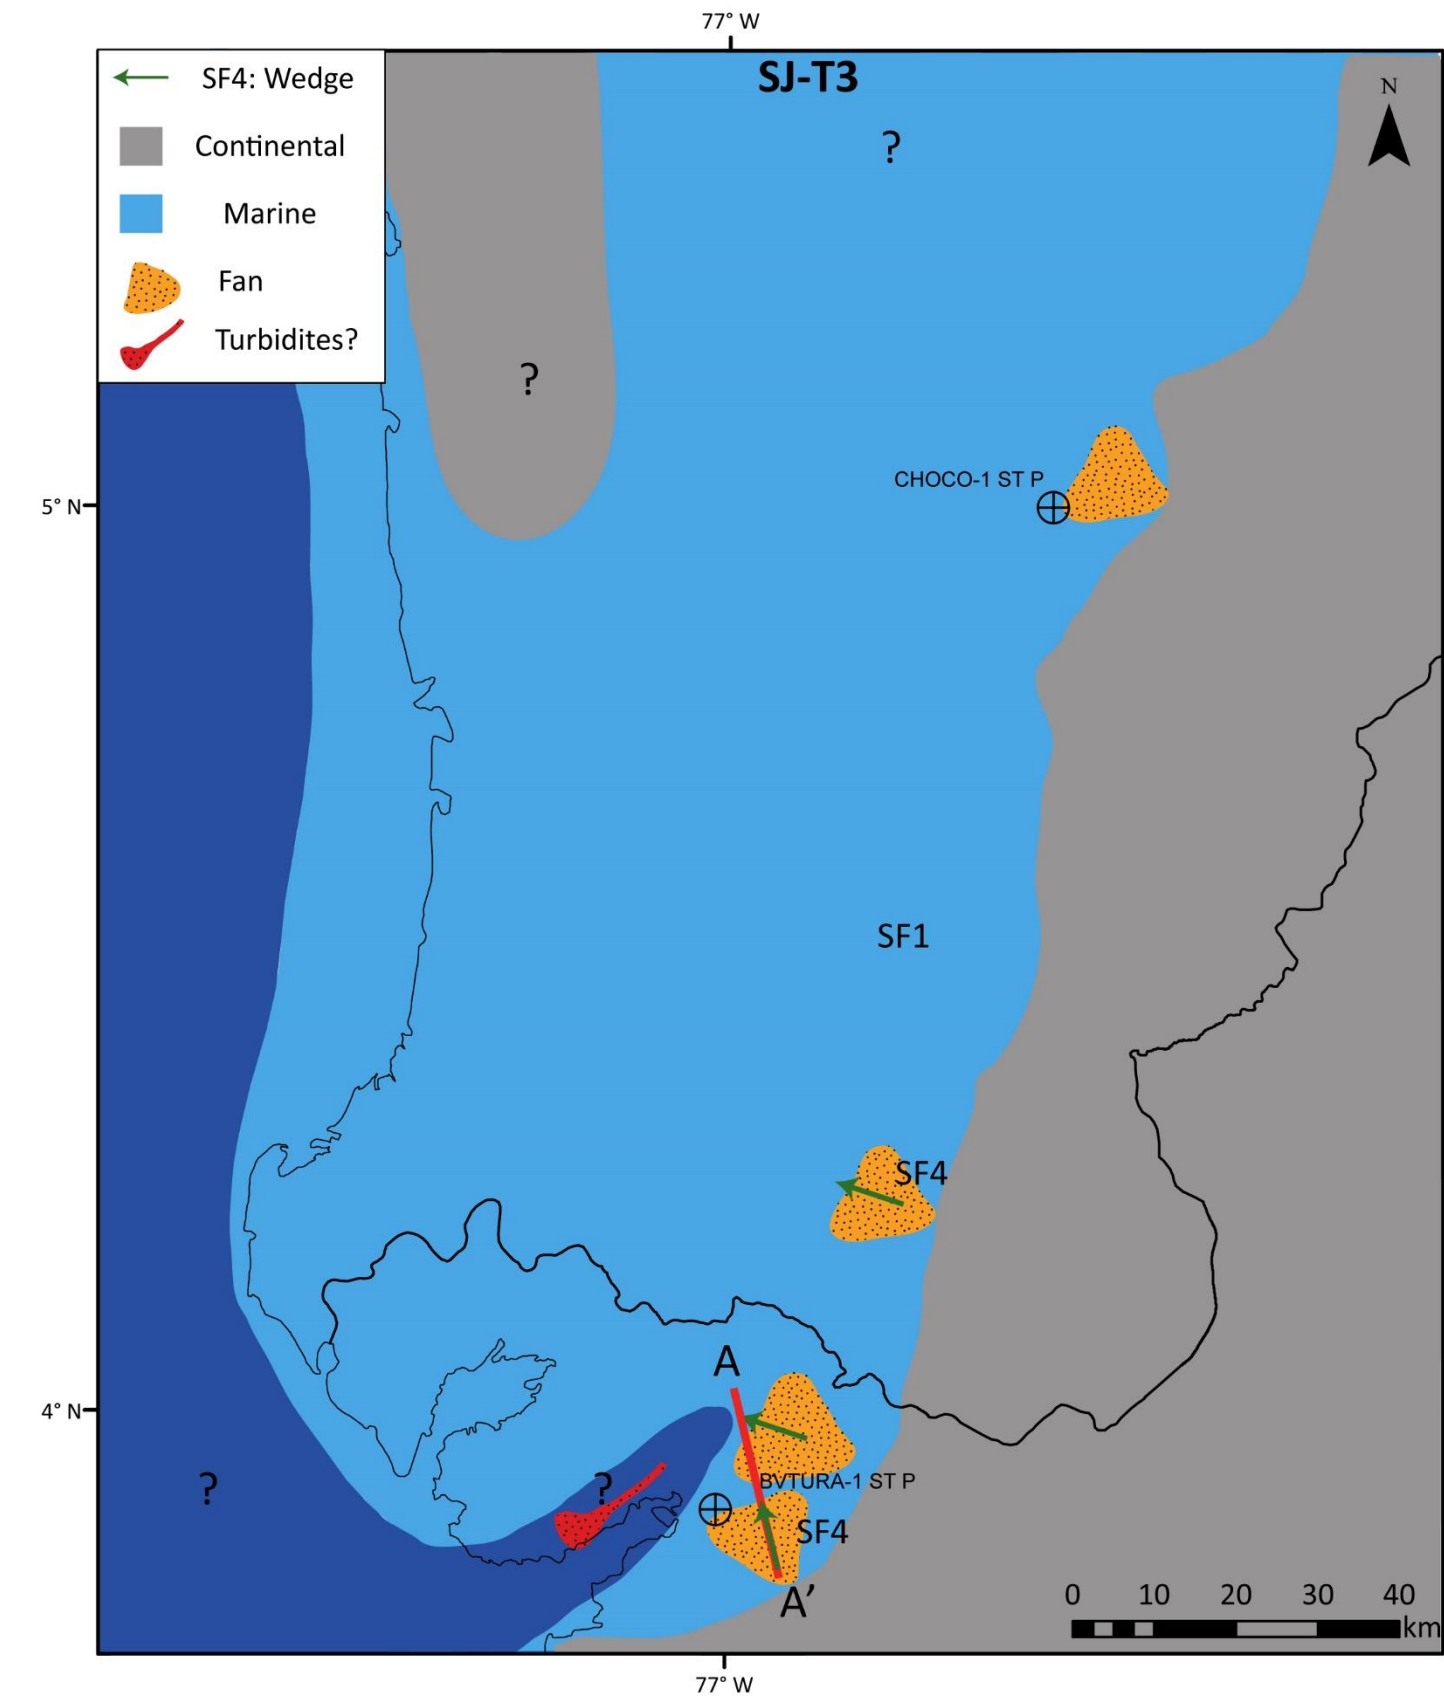 77° W
SJ-T3
SF4: Wedge
N
Continental
?
Marine
Fan
Turbidites?
?
CHOCO-1 ST P
5° N
SF1
SF4
A
4° N
BVTURA-1 ST P
?
?
SF4
A′
0 10 20 30 40
km
77° W